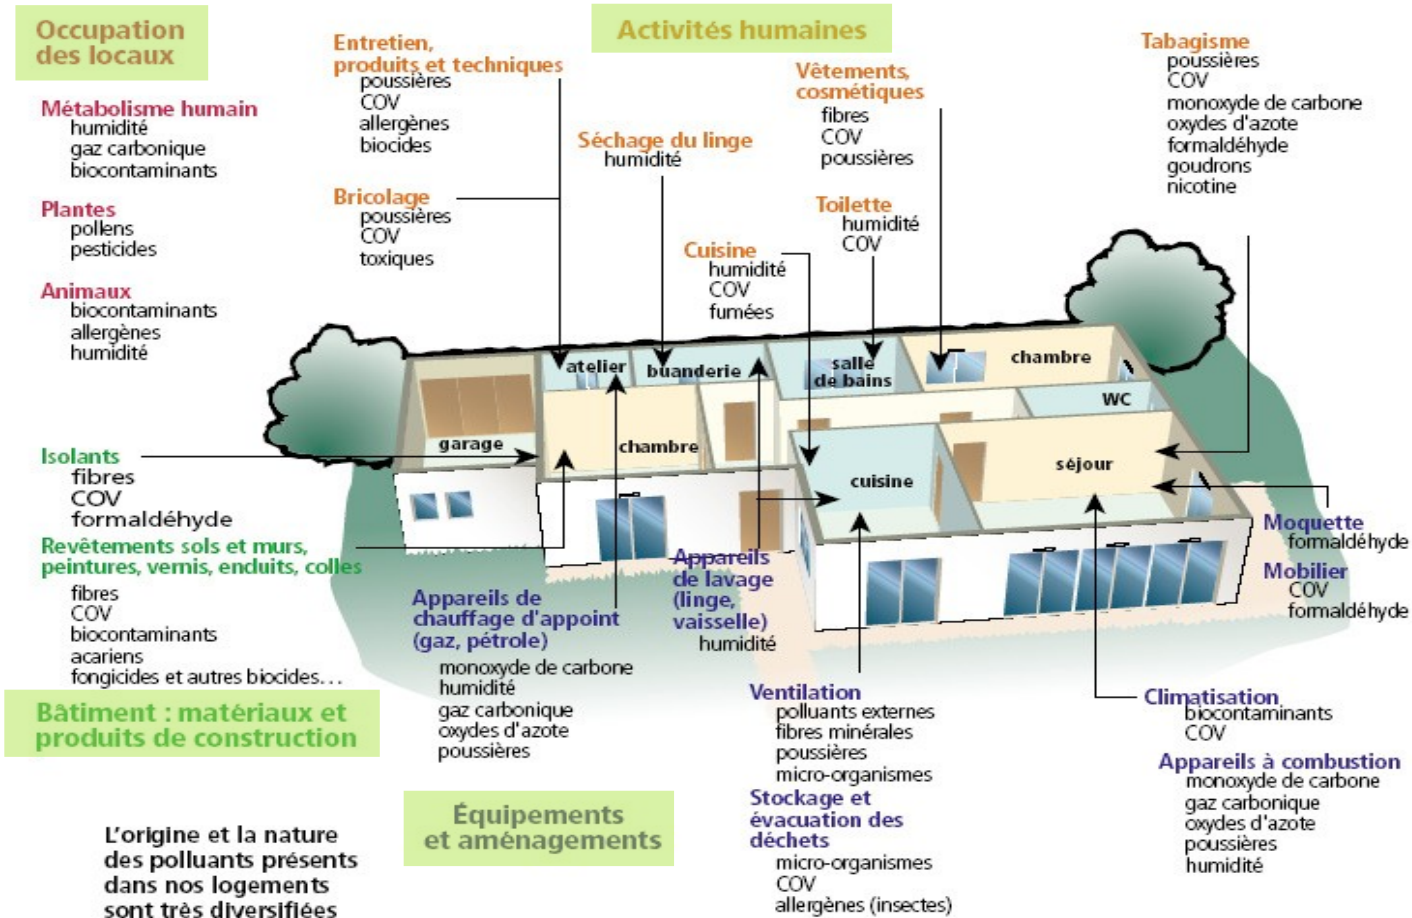 Occupation
des locaux
Métabolisme humain
humidité
gaz carbonique
biocontaminants
Plantes
pollens
pesticides
Animaux
biocontaminants
allergènes
humidité
Activités humaines
Entretien,
produits et techniques
poussières
COV
allergènes
biocides
Bricolage
poussières
COV
toxiques
Séchage du linge
humidité
Cuisine
humidité
COV
fumées
Vêtements,
cosmétiques
fibres
COV
poussières
Toilette
humidité
COV
Tabagisme
poussières
COV
monoxyde de carbone
oxydes d'azote
formaldéhyde
goudrons
nicotine
atelier
buanderie
salle
de bains
chambre
WC
garage
chambre
cuisine
séjour
Isolants
fibres
COV
formaldéhyde
Revêtements sols et murs,
peintures, vernis, enduits, colles
fibres
COV
biocontaminants
acariens
fongicides et autres biocides...
Bâtiment : matériaux et
produits de construction
Appareils de
chauffage d'appoint
(gaz, pétrole)
monoxyde de carbone
humidité
gaz carbonique
oxydes d'azote
poussières
Appareils
de lavage
(linge,
vaisselle)
humidité
Ventilation
polluants externes
fibres minérales
poussières
micro-organismes
Stockage et
évacuation des
déchets
micro-organismes
COV
allergènes (insectes)
Moquette
formaldéhyde
Mobilier
COV
formaldéhyde
Climatisation
biocontaminants
COV
Appareils à combustion
monoxyde de carbone
gaz carbonique
oxydes d'azote
poussières
humidité
Équipements
et aménagements
L'origine et la nature
des polluants présents
dans nos logements
sont très diversifiées